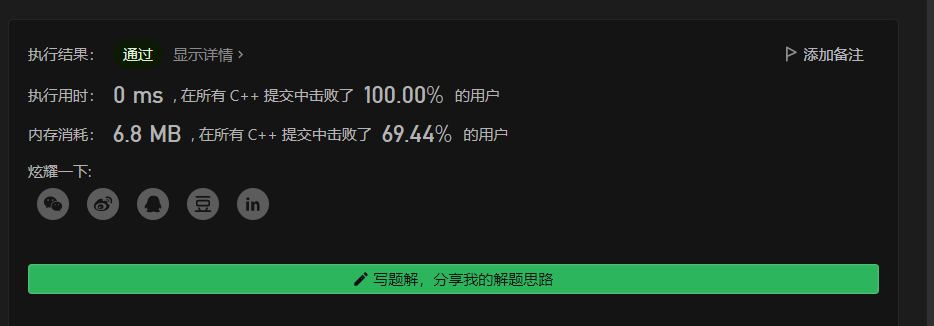 执行结果： 通过 显示详情 › 添加备注
执行用时： 0 ms , 在所有 C++ 提交中击败了 100.00% 的用户
内存消耗： 6.8 MB , 在所有 C++ 提交中击败了 69.44% 的用户
炫耀一下:
豆 in
写题解，分享我的解题思路